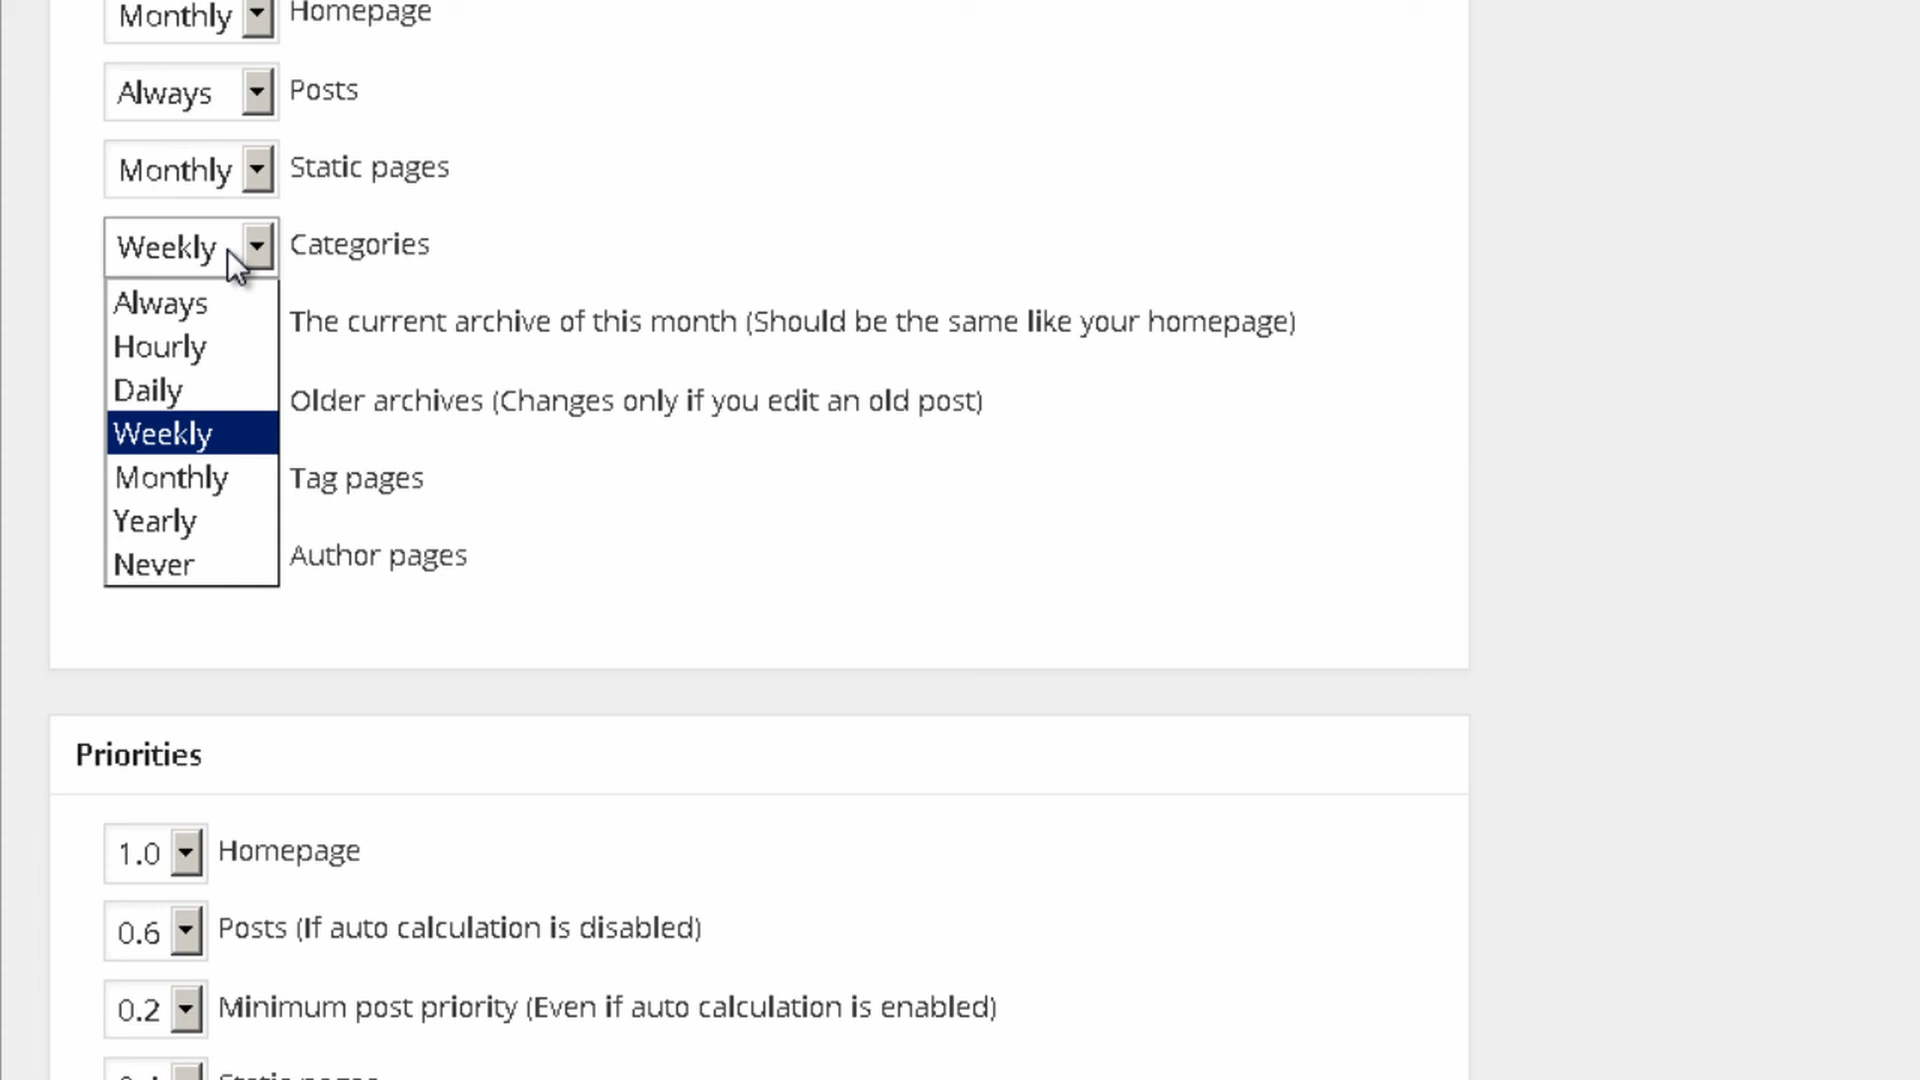 Monthly Homepage
Always Posts
Monthly Static pages
Weekly Categories
Always
The current archive of this month (Should be the same like your homepage)
Hourly
Daily
Older archives (Changes only if you edit an old post)
Weekly
Monthly Tag pages
Yearly
Author pages
Never
Priorities
1.0 Homepage
0.6 Posts (If auto calculation is disabled)
0.2 Minimum post priority (Even if auto calculation is enabled)
Static pages